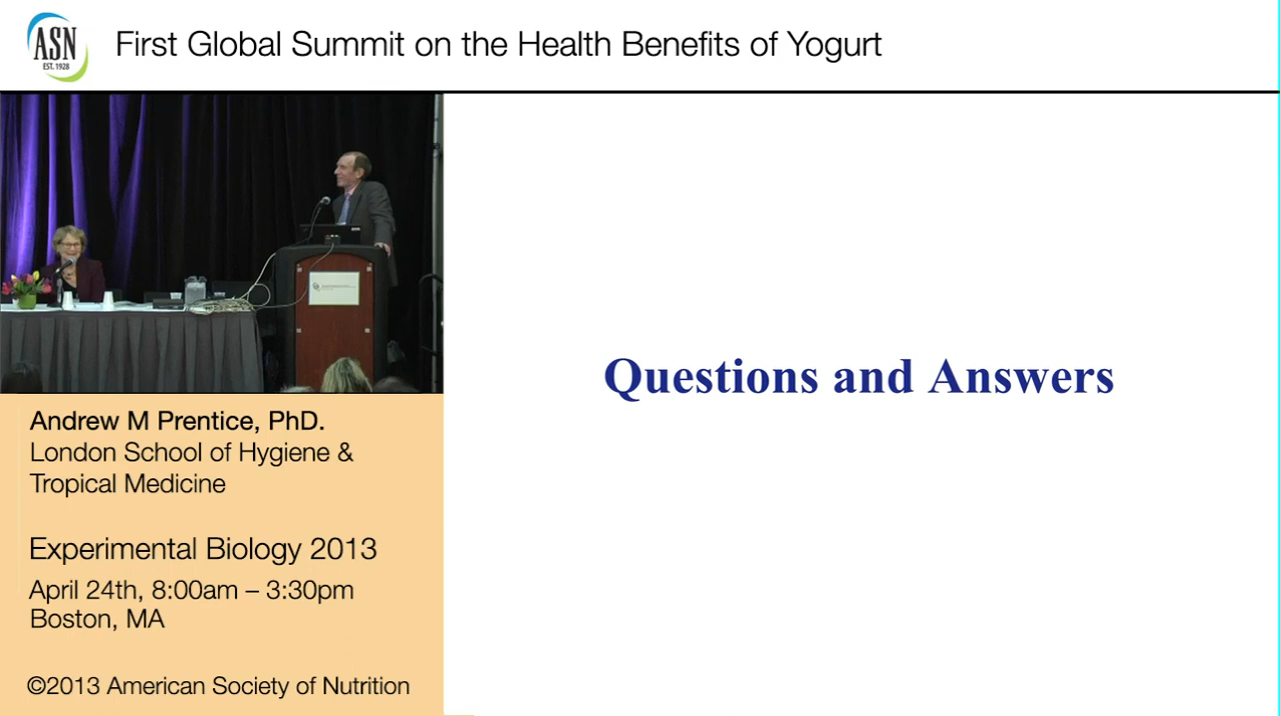 ASN
EST. 1928
First Global Summit on the Health Benefits of Yogurt
Questions and Answers
Andrew M Prentice, PhD.
London School of Hygiene &
Tropical Medicine
Experimental Biology 2013
April 24th, 8:00am – 3:30pm
Boston, MA
©2013 American Society of Nutrition